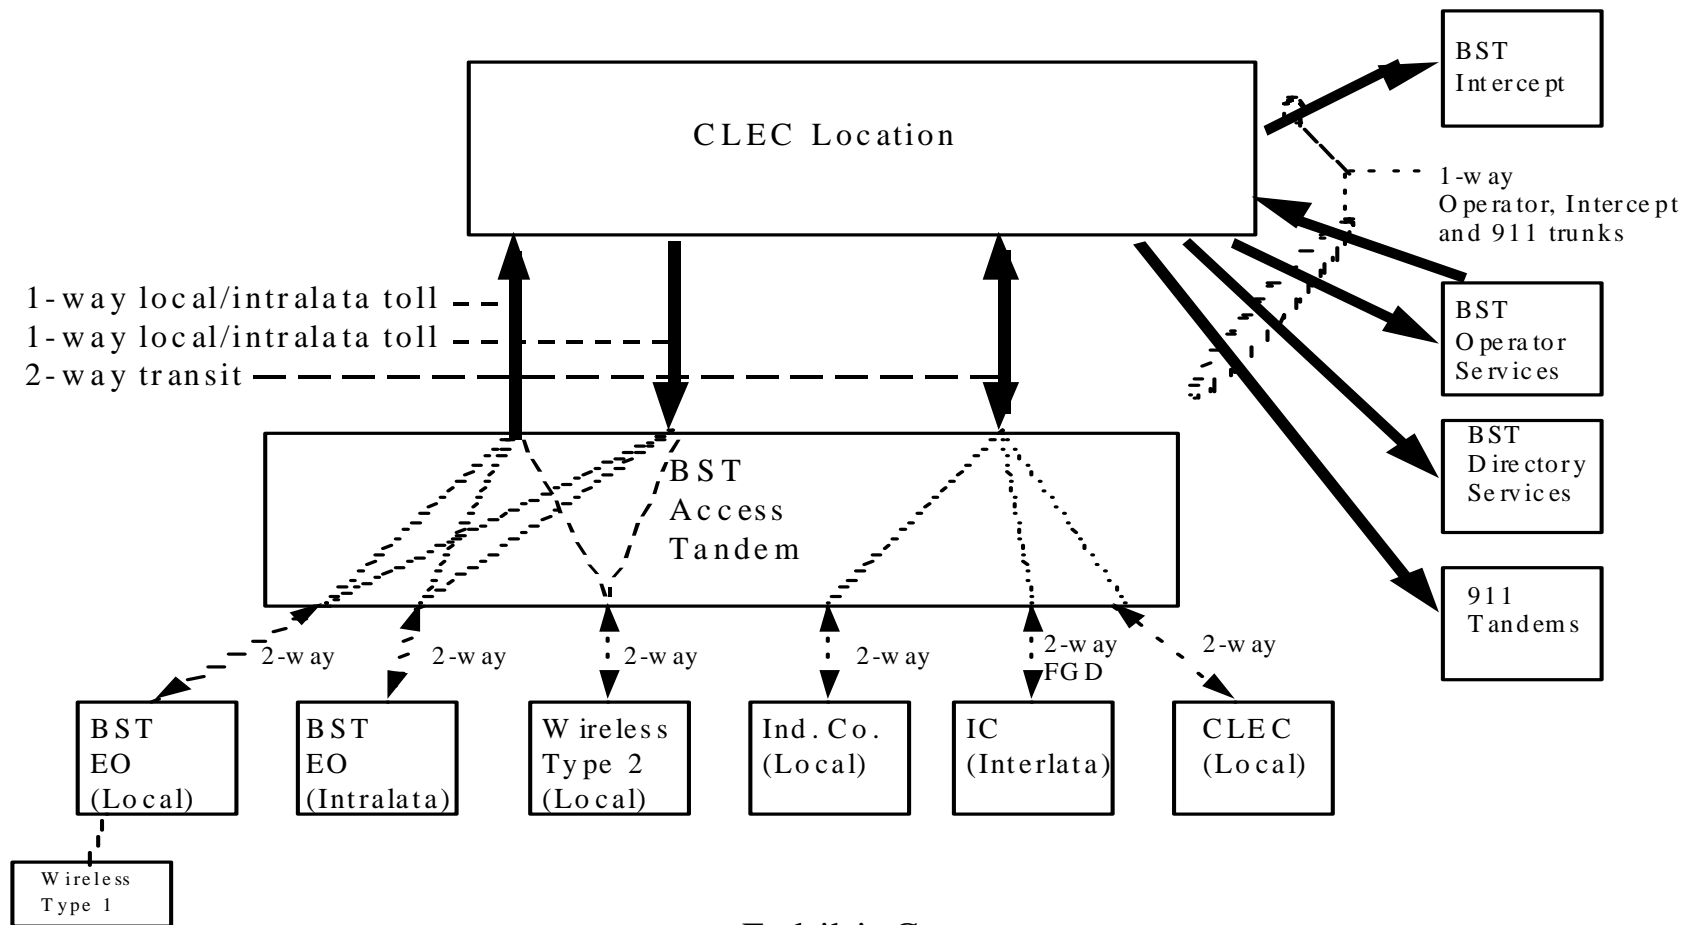 BST
Intercept
CLEC Location
1-way
Operator, Intercept
and 911 trunks
1-way local/intralata toll
1-way local/intralata toll
2-way transit
BST
Operator
Services
BST
Access
Tandem
BST
Directory
Services
911
Tandems
2-way
2-way
2-way
2-way
2-way
FGD
2-way
BST
EO
(Local)
BST
EO
(Intralata)
Wireless
Type 2
(Local)
Ind.Co.
(Local)
IC
(Interlata)
CLEC
(Local)
Wireless
Type 1